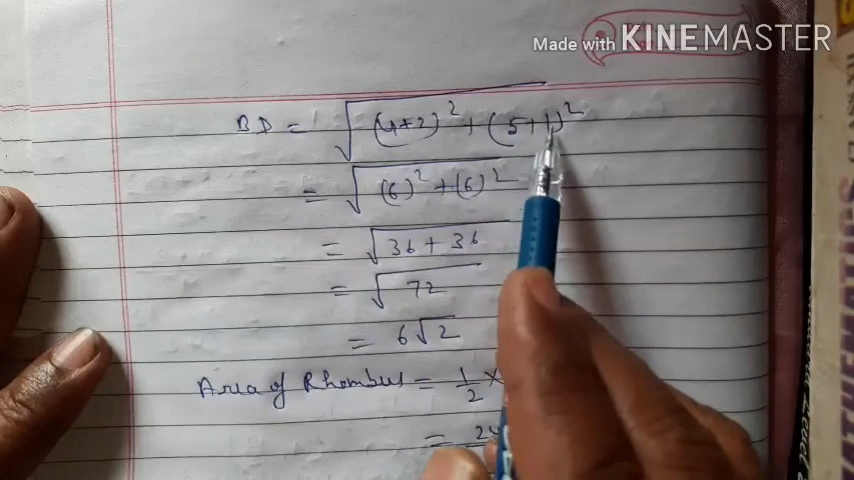 Made with KINEMASTER
BD = √(4+2)² + (5+1)²
= √(6)² + (6)²
= √36 + 36
= √72
= 6√2
Area of Rhombus = 1/2 ×
= 24